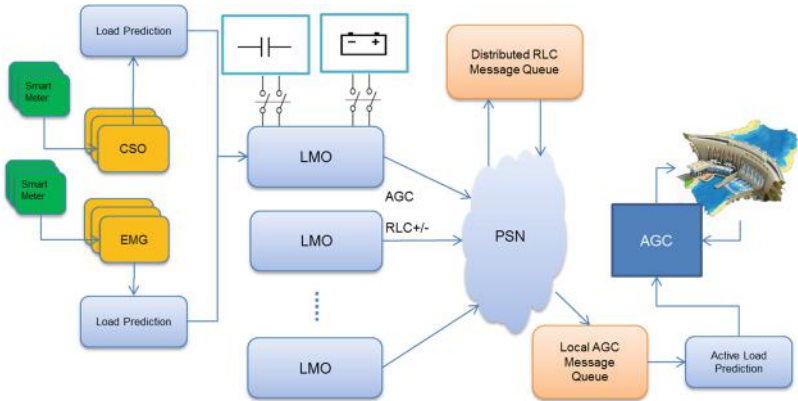 Load Prediction
Smart
Meter
CSO
Smart
Meter
EMG
Load Prediction
− +
LMO
AGC
LMO
RLC+/-
LMO
Distributed RLC
Message Queue
PSN
AGC
Local AGC
Message
Queue
Active Load
Prediction